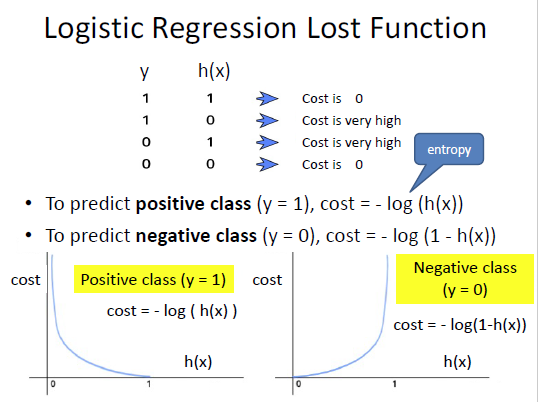 Logistic Regression Lost Function
y h(x)
1 1 Cost is 0
1 0 Cost is very high
0 1 Cost is very high
0 0 Cost is 0
entropy
• To predict positive class (y = 1), cost = - log (h(x))
• To predict negative class (y = 0), cost = - log (1 - h(x))
cost
Positive class (y = 1)
cost = - log ( h(x) )
h(x)
0 1
cost
Negative class
(y = 0)
cost = - log(1-h(x))
h(x)
0 1